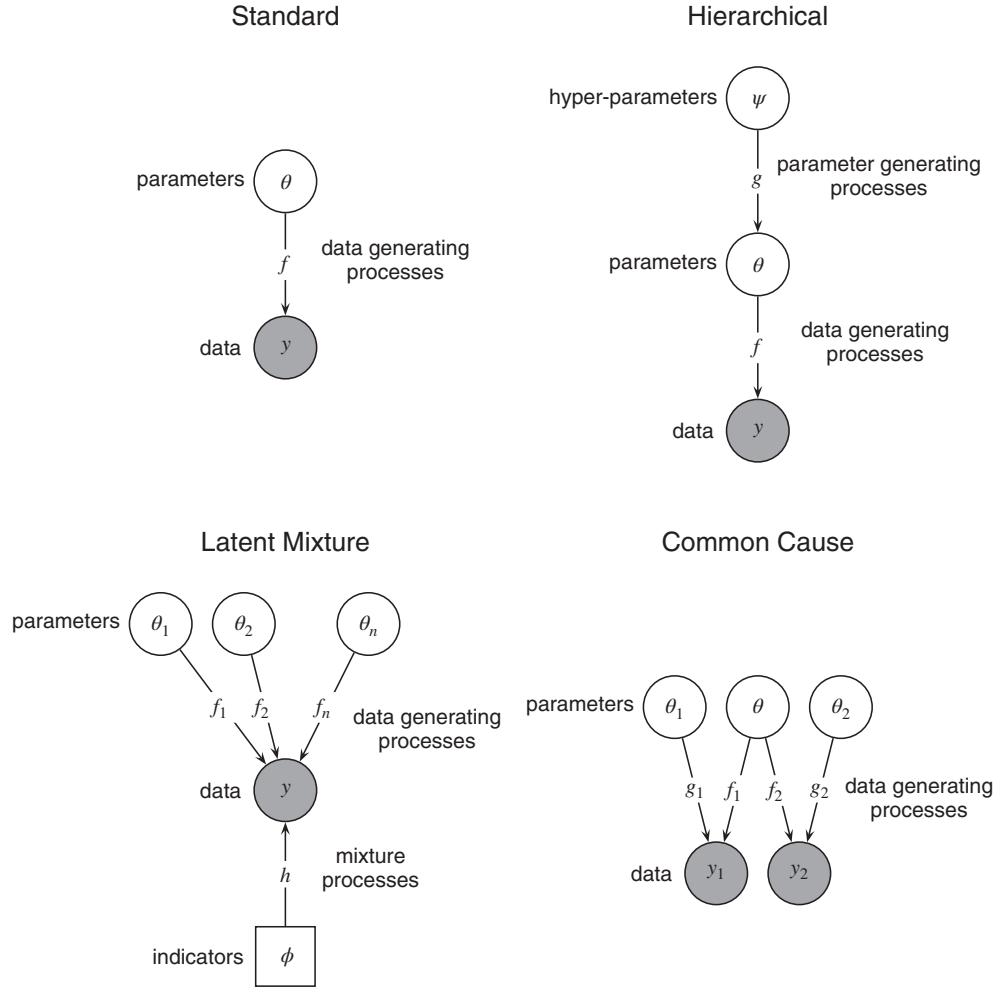 Standard
parameters θ
f
data generating
processes
data y
Hierarchical
hyper-parameters ψ
g
parameter generating
processes
parameters θ
f
data generating
processes
data y
Latent Mixture
parameters θ1 θ2 θn
f1 f2 fn
data generating
processes
data y
h
mixture
processes
indicators ϕ
Common Cause
parameters θ1 θ θ2
g1 f1 f2 g2
data generating
processes
data y1 y2